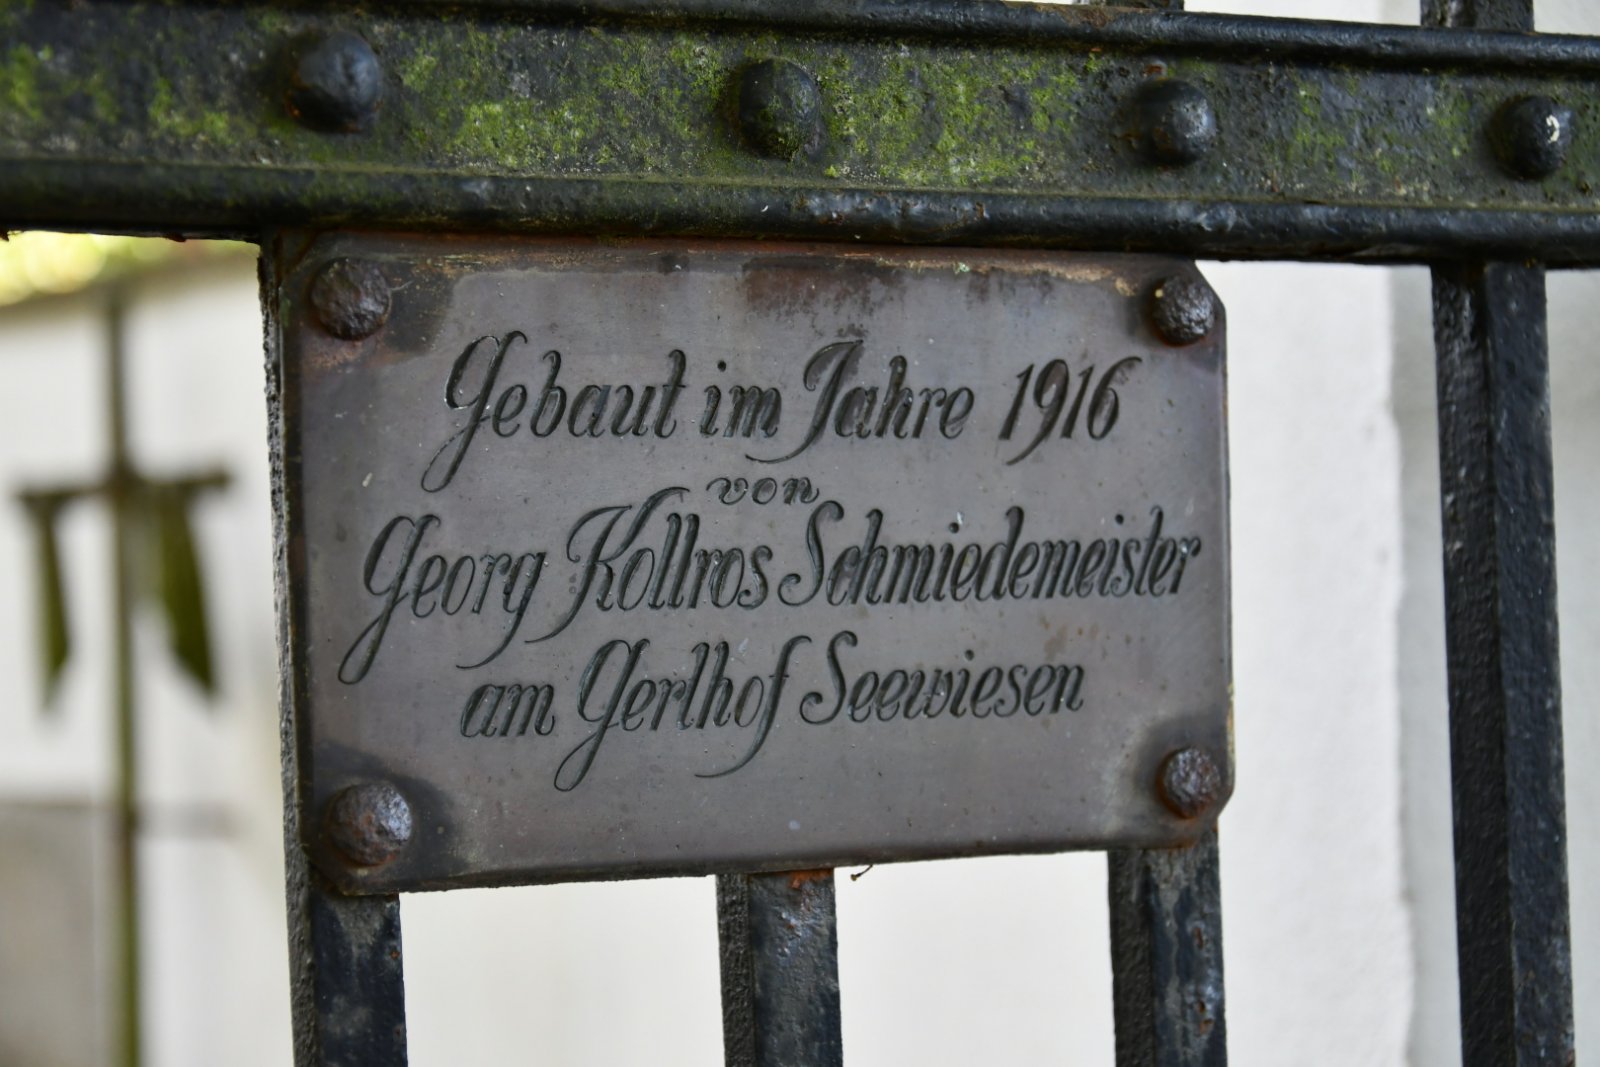 Gebaut im Jahre 1916
von
Georg Kollros Schmiedemeister
am Gerlhof Seewiesen